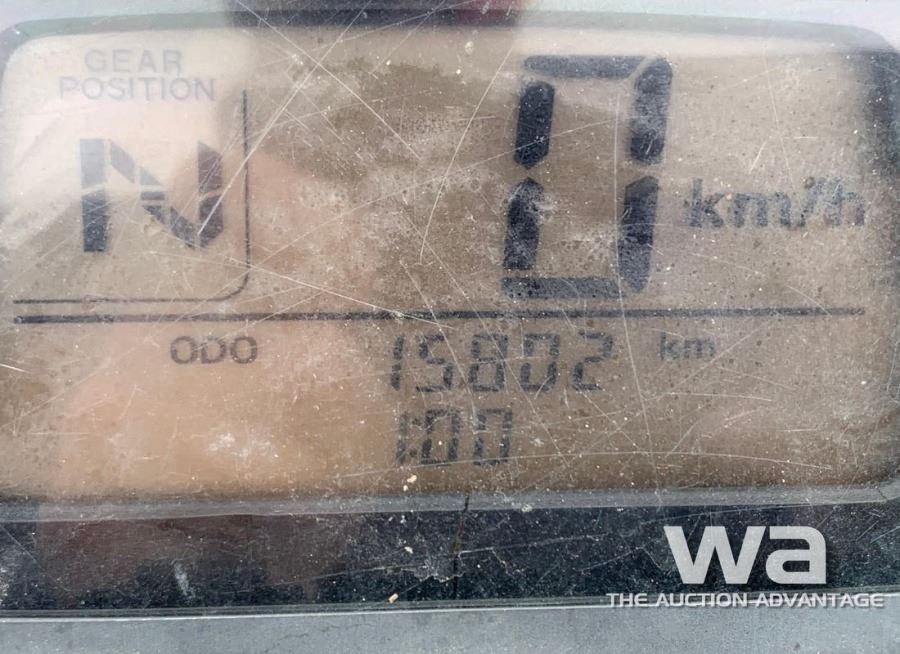 GEAR
POSITION
N
0 km/h
ODO 15802 km
1:00
wa
THE AUCTION ADVANTAGE